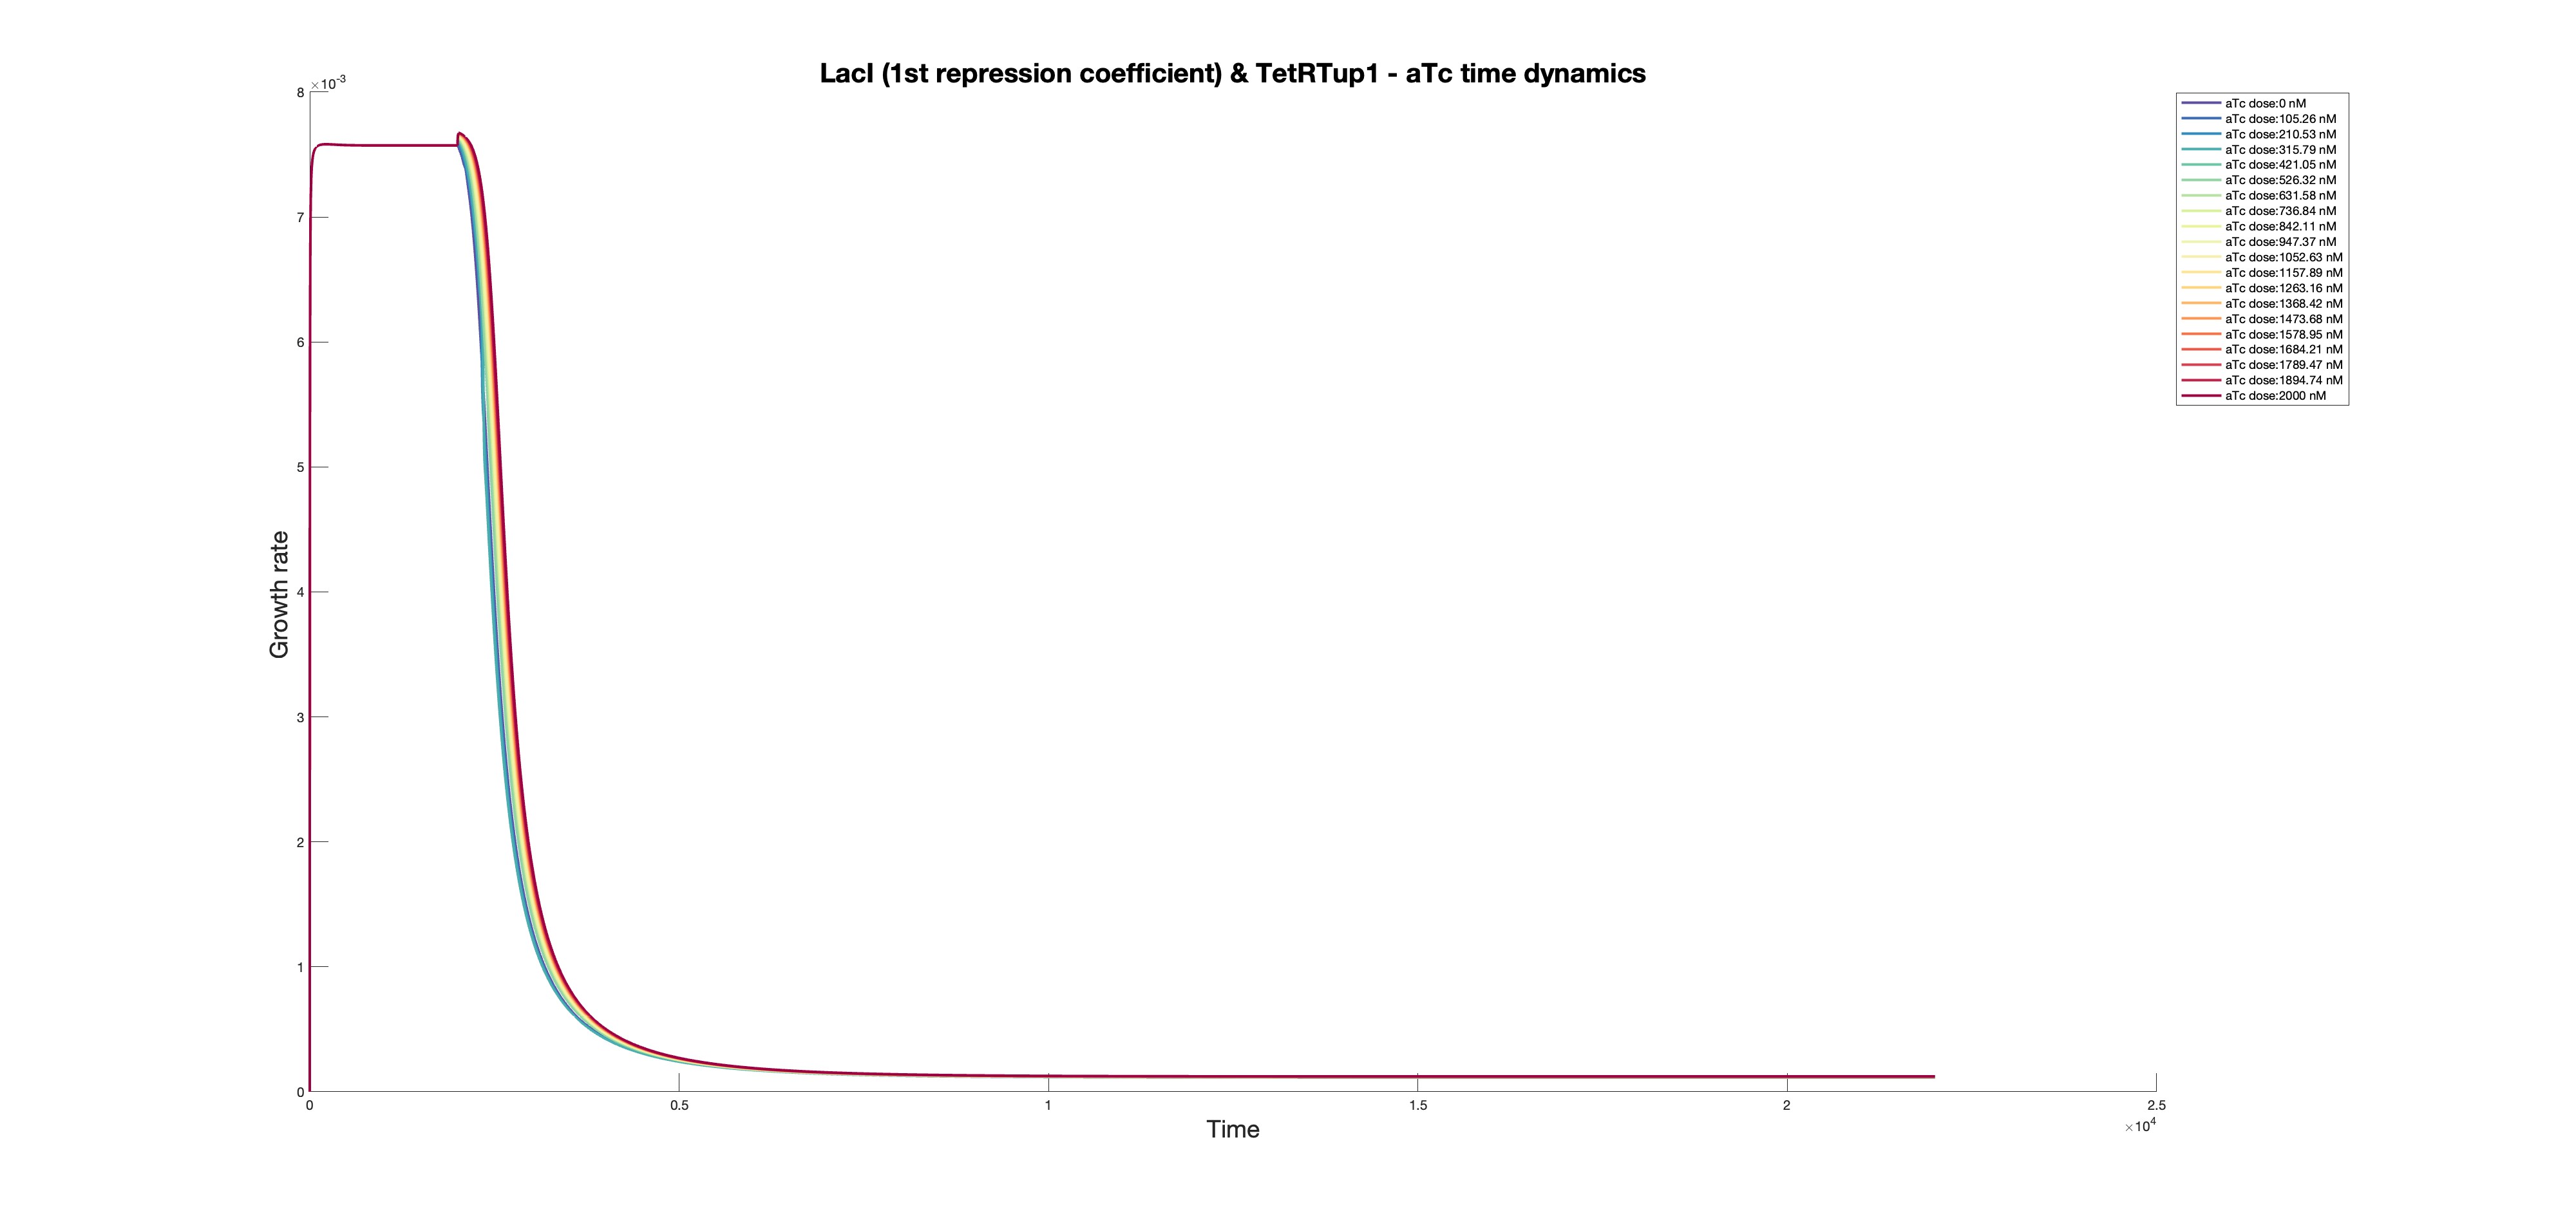 LacI (1st repression coefficient) & TetRTup1 - aTc time dynamics
×10-3
8
7
6
5
4
3
2
1
0
Growth rate
0
0.5
1
1.5
2
2.5
×104
Time
aTc dose:0 nM
aTc dose:105.26 nM
aTc dose:210.53 nM
aTc dose:315.79 nM
aTc dose:421.05 nM
aTc dose:526.32 nM
aTc dose:631.58 nM
aTc dose:736.84 nM
aTc dose:842.11 nM
aTc dose:947.37 nM
aTc dose:1052.63 nM
aTc dose:1157.89 nM
aTc dose:1263.16 nM
aTc dose:1368.42 nM
aTc dose:1473.68 nM
aTc dose:1578.95 nM
aTc dose:1684.21 nM
aTc dose:1789.47 nM
aTc dose:1894.74 nM
aTc dose:2000 nM